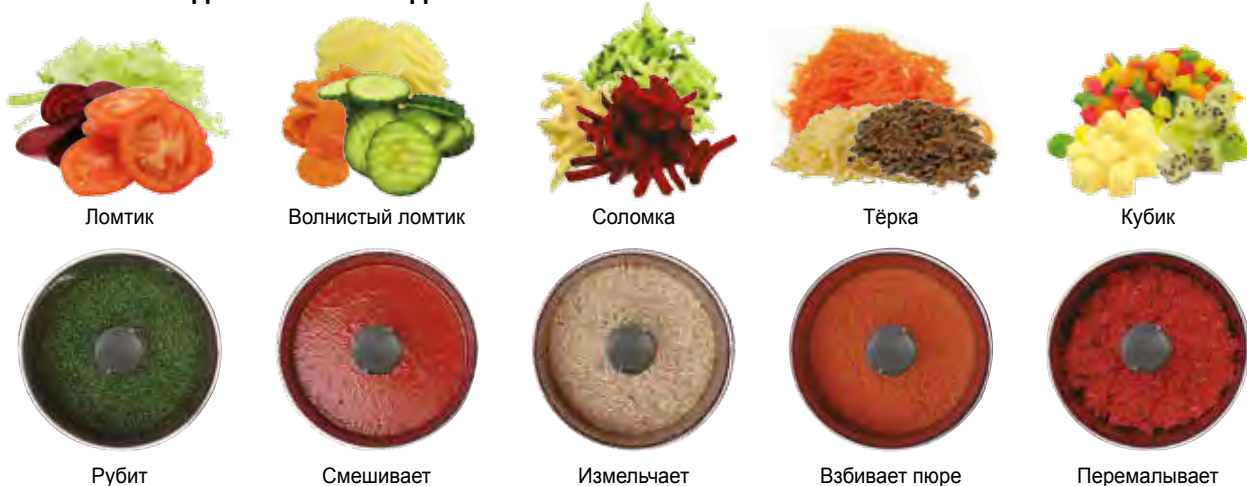 Ломтик
Волнистый ломтик
Соломка
Тёрка
Кубик
Рубит
Смешивает
Измельчает
Взбивает пюре
Перемалывает